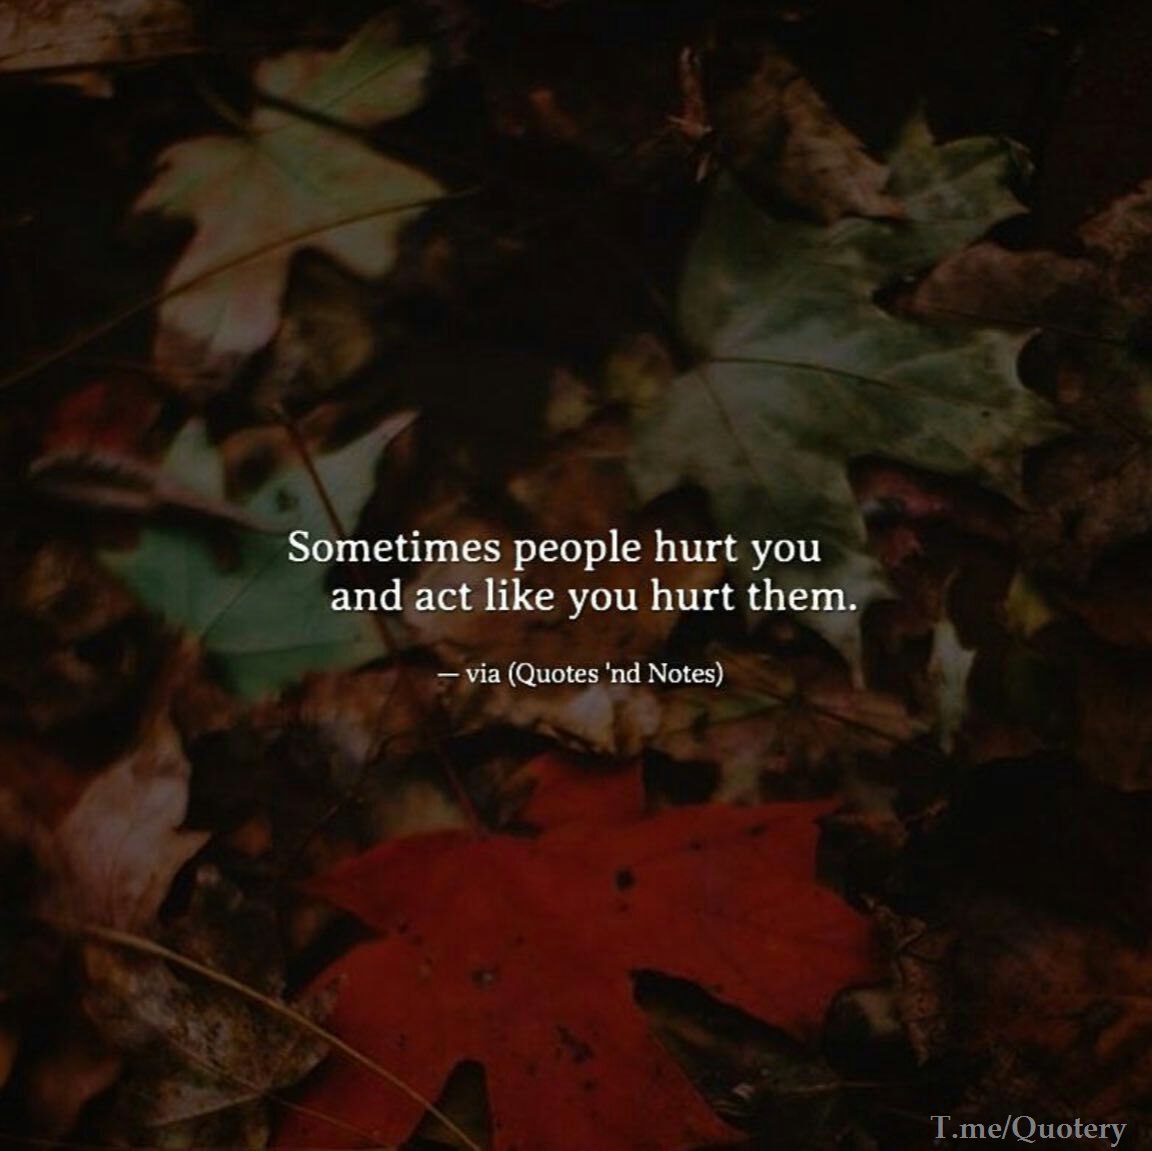 Sometimes people hurt you
and act like you hurt them.
— via (Quotes 'nd Notes)
T.me/Quotery